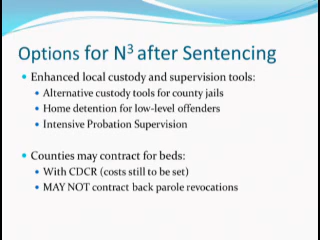 Options for N3 after Sentencing
Enhanced local custody and supervision tools:
Alternative custody tools for county jails
Home detention for low-level offenders
Intensive Probation Supervision
Counties may contract for beds:
With CDCR (costs still to be set)
MAY NOT contract back parole revocations